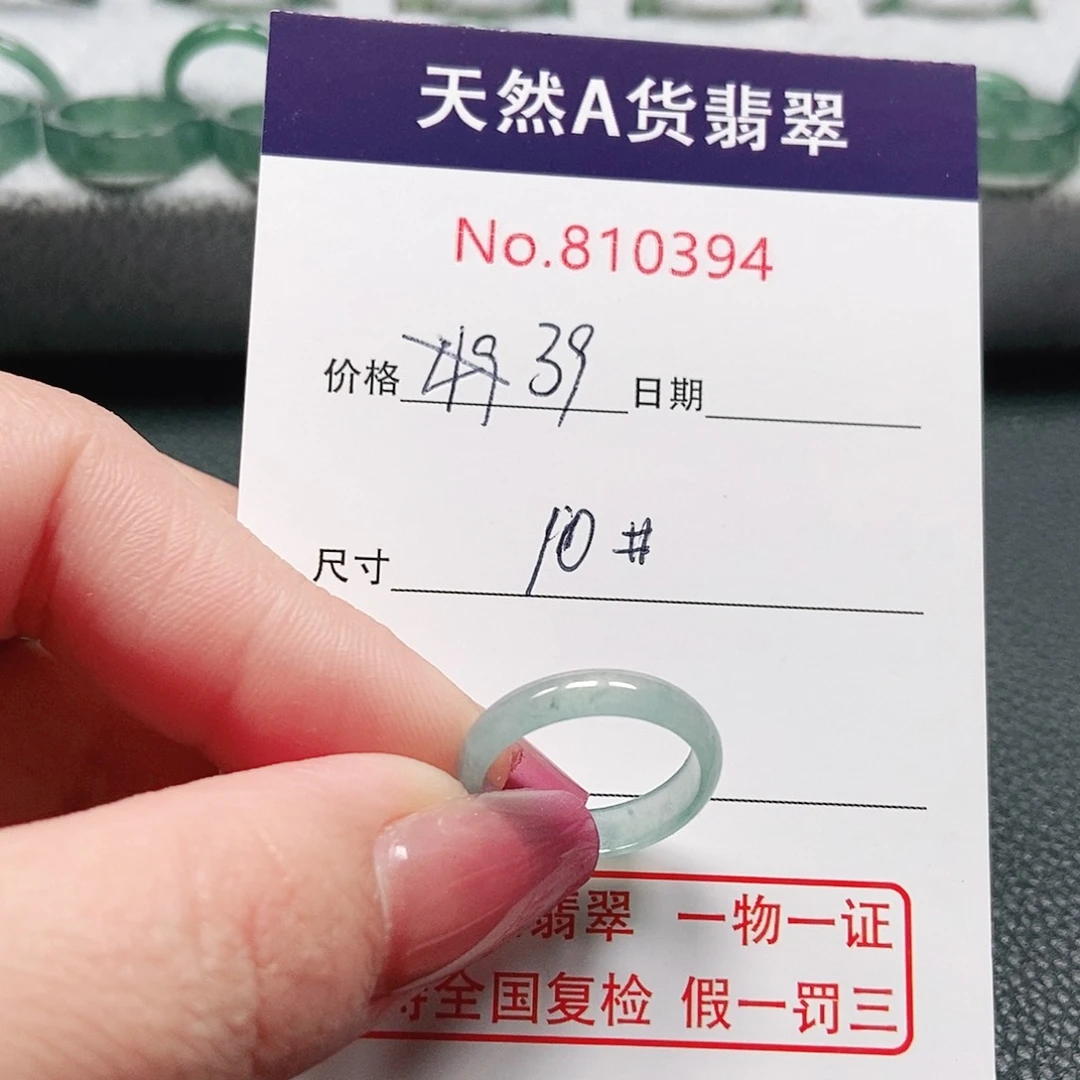 天然A货翡翠
No.810394
价格 39 日期
尺寸 10#
翡翠 一物一证
全国复检 假一罚三